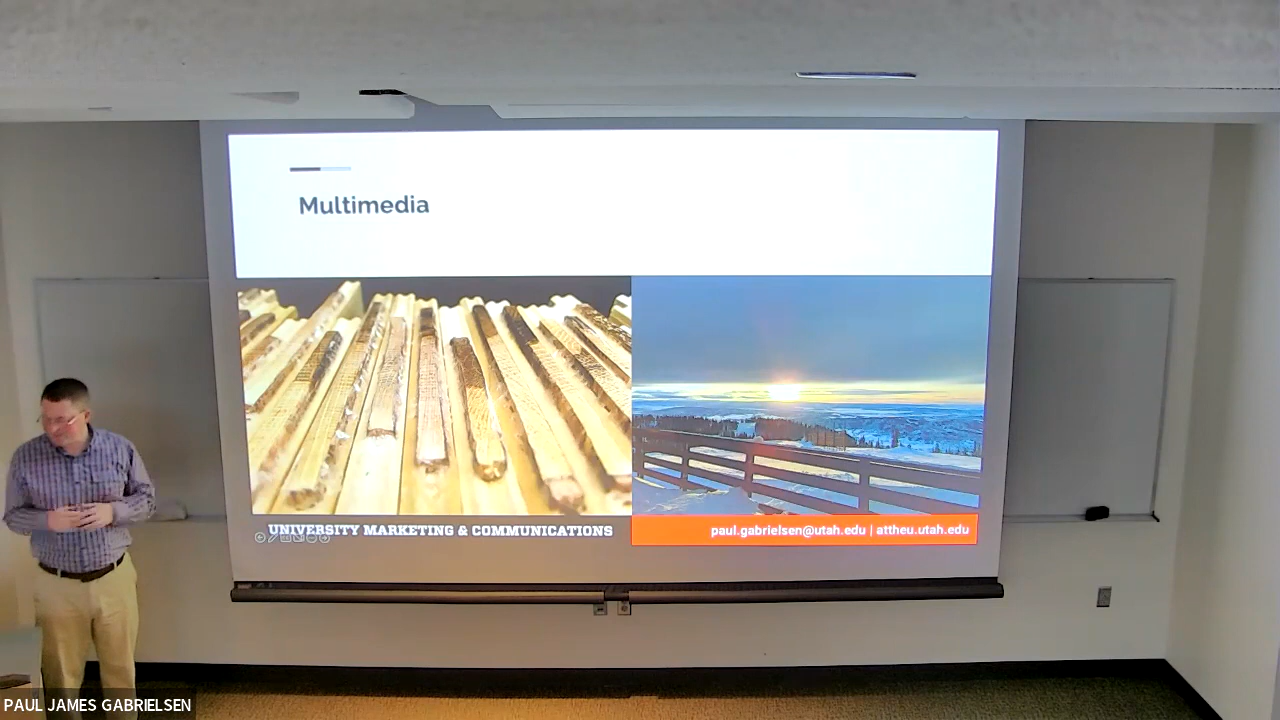 Multimedia
UNIVERSITY MARKETING & COMMUNICATIONS
paul.gabrielsen@utah.edu | attheu.utah.edu
PAUL JAMES GABRIELSEN